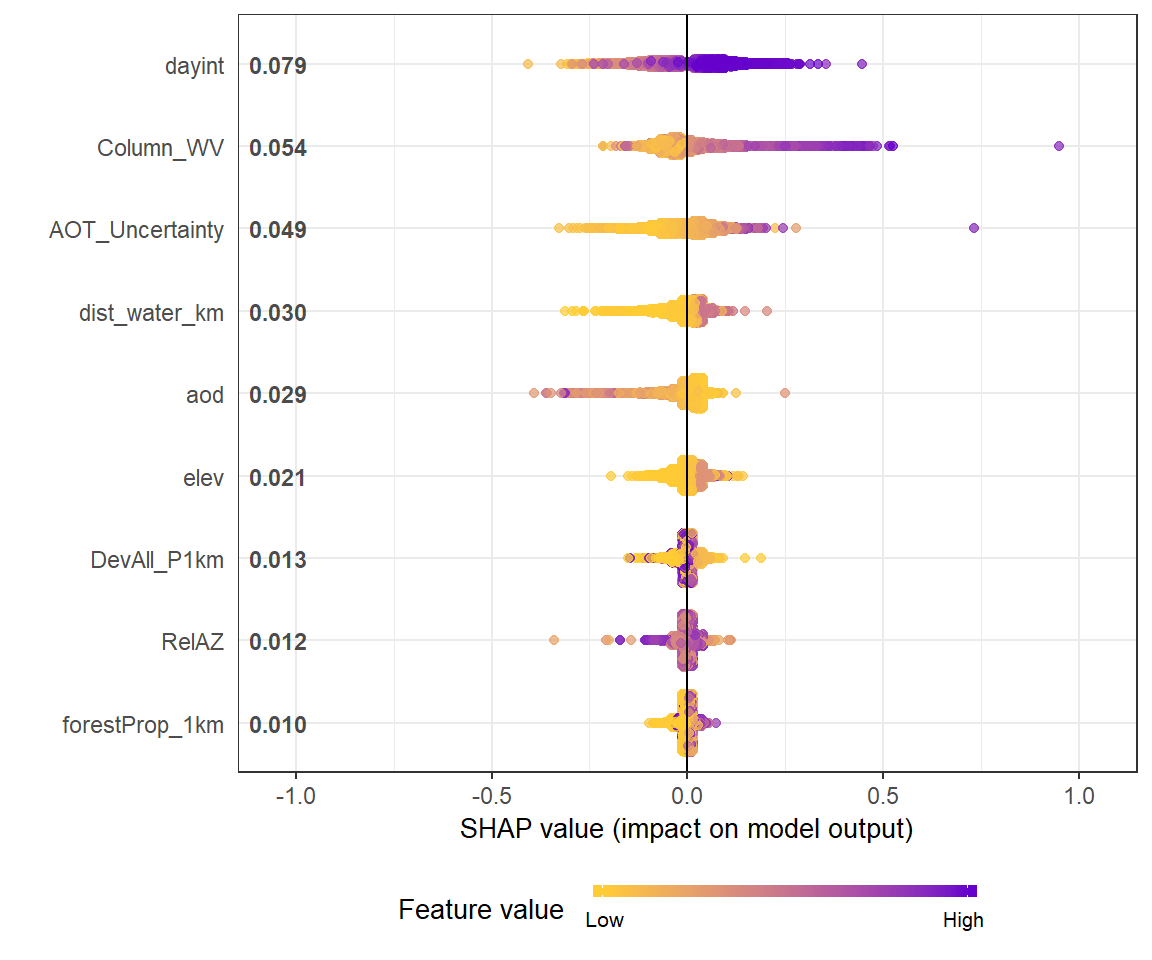 dayint 0.079
Column_WV 0.054
AOT_Uncertainty 0.049
dist_water_km 0.030
aod 0.029
elev 0.021
DevAll_P1km 0.013
RelAZ 0.012
forestProp_1km 0.010
-1.0 -0.5 0.0 0.5 1.0
SHAP value (impact on model output)
Feature value
Low High